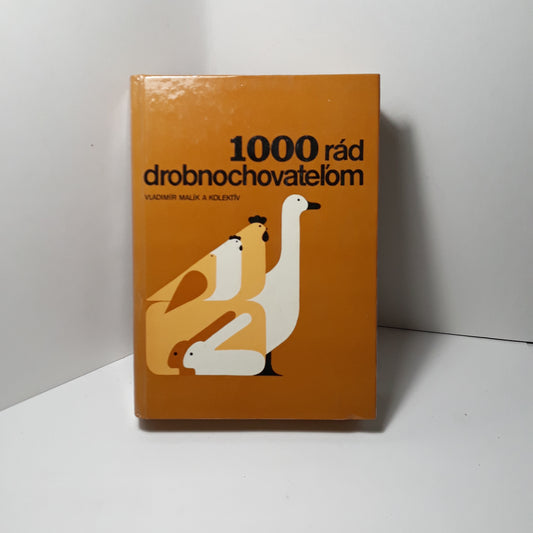 1000 rád
drobnochovateľom
VLADIMÍR MALÍK A KOLEKTÍV